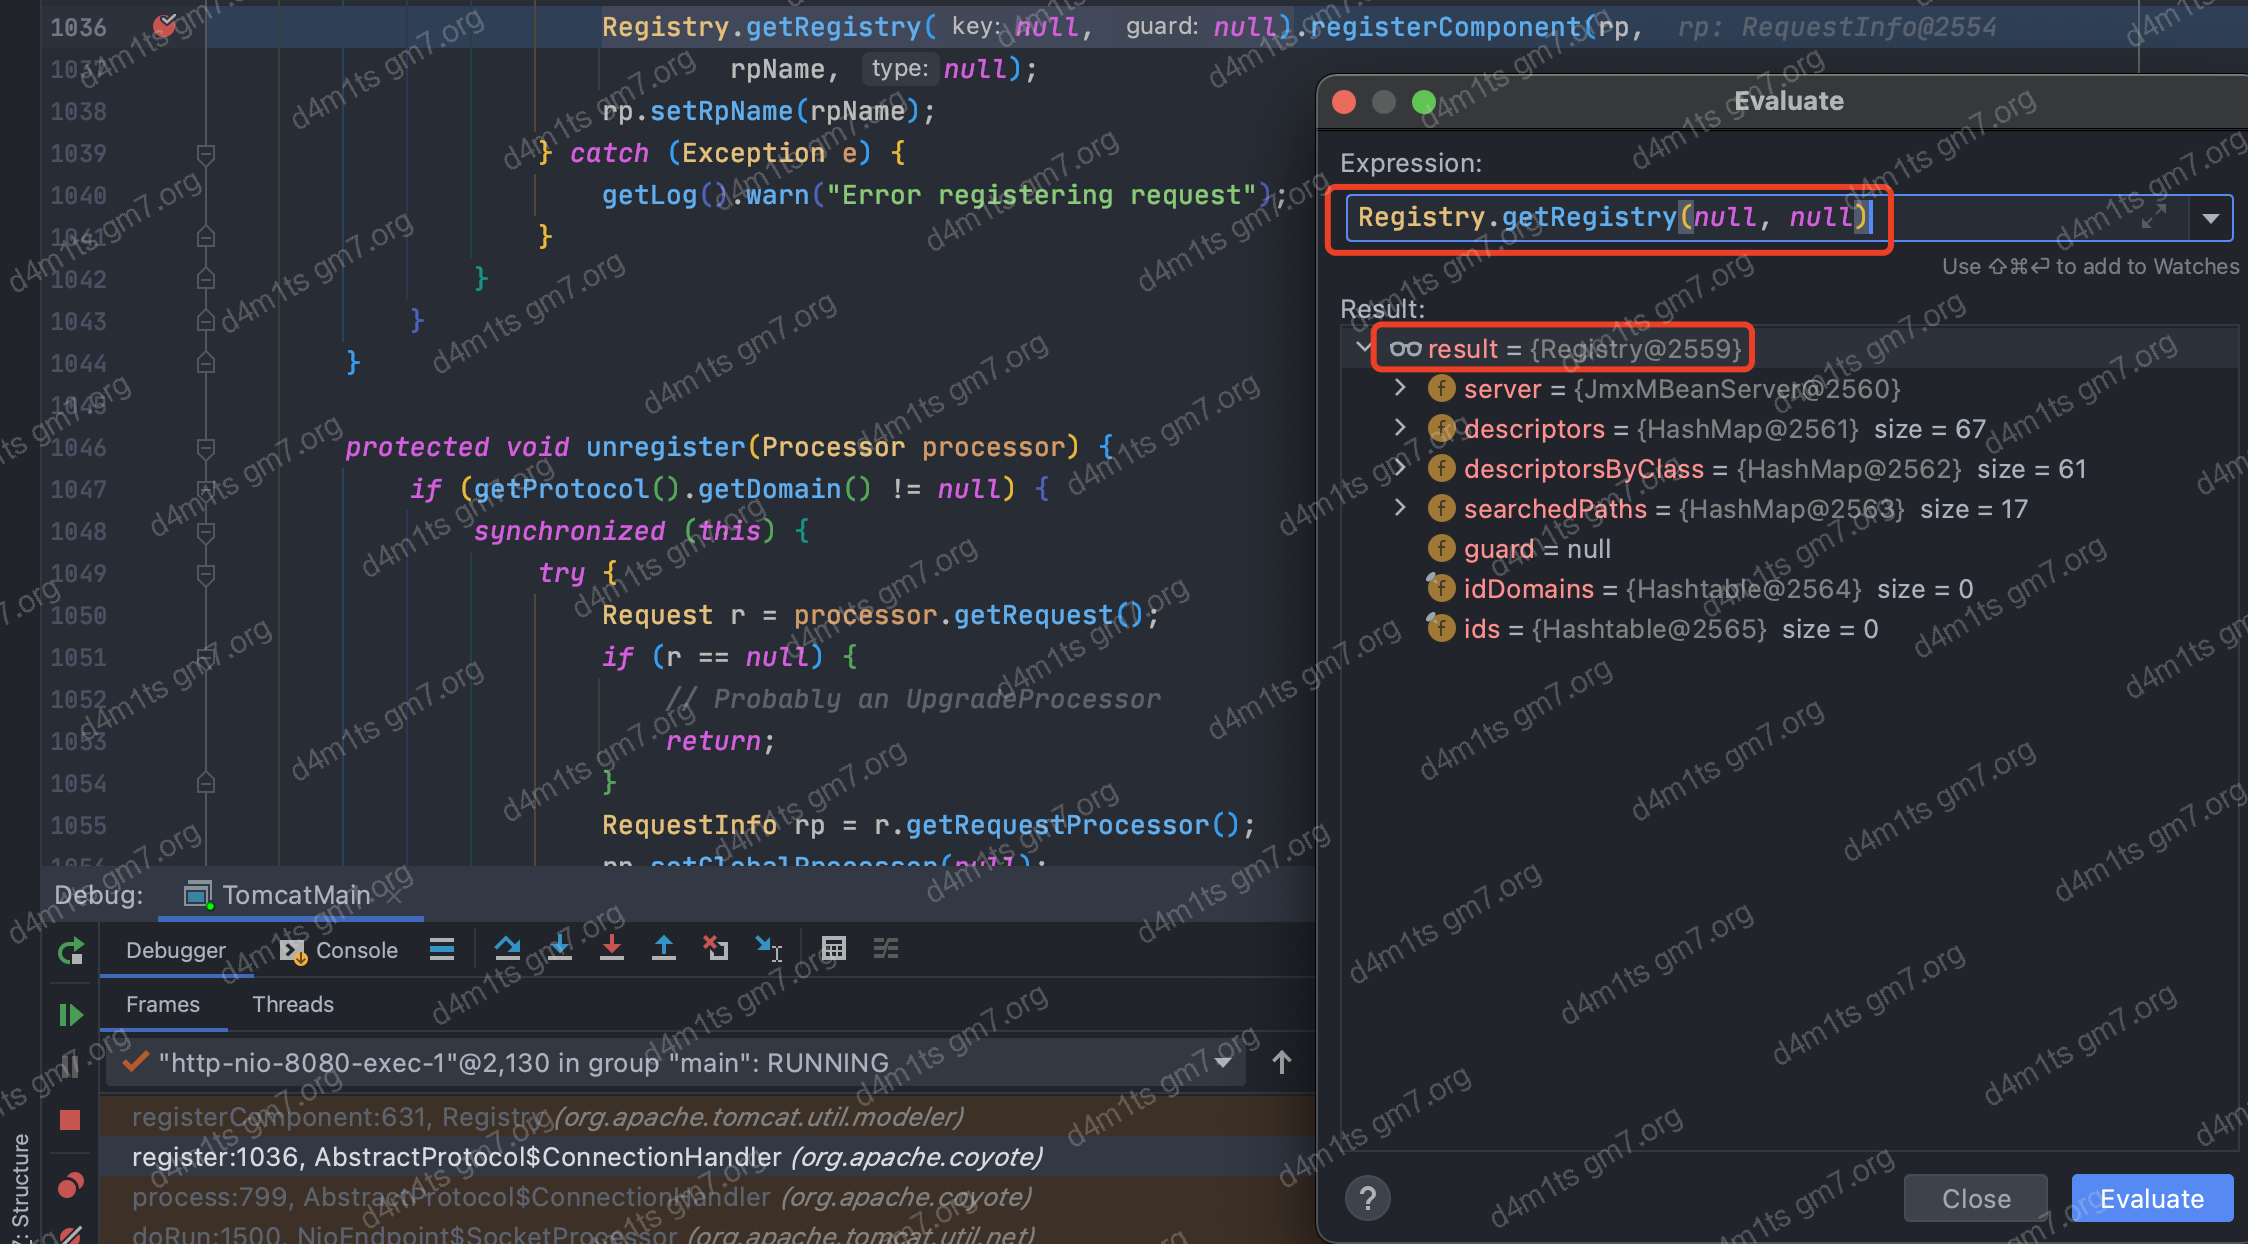 1036 Registry.getRegistry( key: null, guard: null).registerComponent(rp, rp: RequestInfo@2554
1037 rpName, type: null);
1038 rp.setRpName(rpName);
1039 } catch (Exception e) {
1040 getLog().warn("Error registering request");
1041 }
1042 }
1043 }
1044 }
1045
1046 protected void unregister(Processor processor) {
1047 if (getProtocol().getDomain() != null) {
1048 synchronized (this) {
1049 try {
1050 Request r = processor.getRequest();
1051 if (r == null) {
1052 // Probably an UpgradeProcessor
1053 return;
1054 }
1055 RequestInfo rp = r.getRequestProcessor();
1056 rp.setGlobalProcessor(null);
Evaluate
Expression:
Registry.getRegistry(null, null)
Use ⇧⌘↩ to add to Watches
Result:
result = {Registry@2559}
f server = {JmxMBeanServer@2560}
f descriptors = {HashMap@2561} size = 67
f descriptorsByClass = {HashMap@2562} size = 61
f searchedPaths = {HashMap@2563} size = 17
f guard = null
f idDomains = {Hashtable@2564} size = 0
f ids = {Hashtable@2565} size = 0
? Close Evaluate
Debug: TomcatMain ×
Debugger Console
Frames Threads
"http-nio-8080-exec-1"@2,130 in group "main": RUNNING
registerComponent:631, Registry (org.apache.tomcat.util.modeler)
register:1036, AbstractProtocol$ConnectionHandler (org.apache.coyote)
process:799, AbstractProtocol$ConnectionHandler (org.apache.coyote)
doRun:1500, NioEndpoint$SocketProcessor (org.apache.tomcat.util.net)
7: Structure
d4m1ts gm7.org